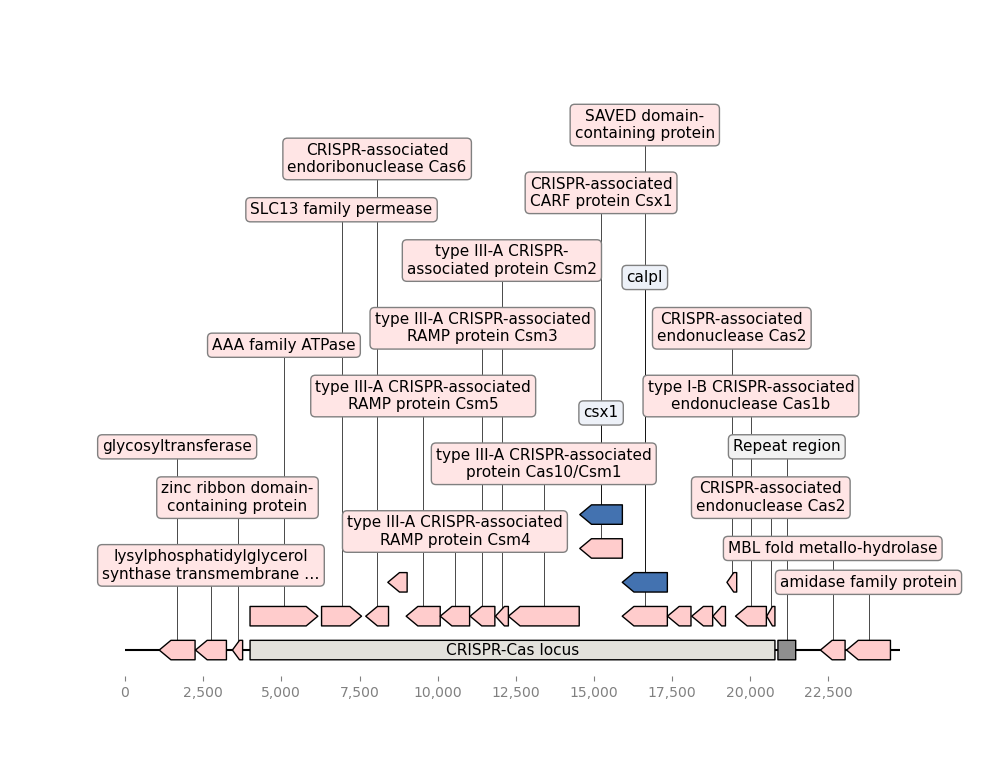 SAVED domain-
containing protein
CRISPR-associated
endoribonuclease Cas6
CRISPR-associated
CARF protein Csx1
SLC13 family permease
type III-A CRISPR-
associated protein Csm2
calpl
type III-A CRISPR-associated
RAMP protein Csm3
CRISPR-associated
endonuclease Cas2
AAA family ATPase
type III-A CRISPR-associated
RAMP protein Csm5
type I-B CRISPR-associated
endonuclease Cas1b
csx1
glycosyltransferase
Repeat region
type III-A CRISPR-associated
protein Cas10/Csm1
zinc ribbon domain-
containing protein
CRISPR-associated
endonuclease Cas2
type III-A CRISPR-associated
RAMP protein Csm4
MBL fold metallo-hydrolase
lysylphosphatidylglycerol
synthase transmembrane ...
amidase family protein
CRISPR-Cas locus
0 2,500 5,000 7,500 10,000 12,500 15,000 17,500 20,000 22,500